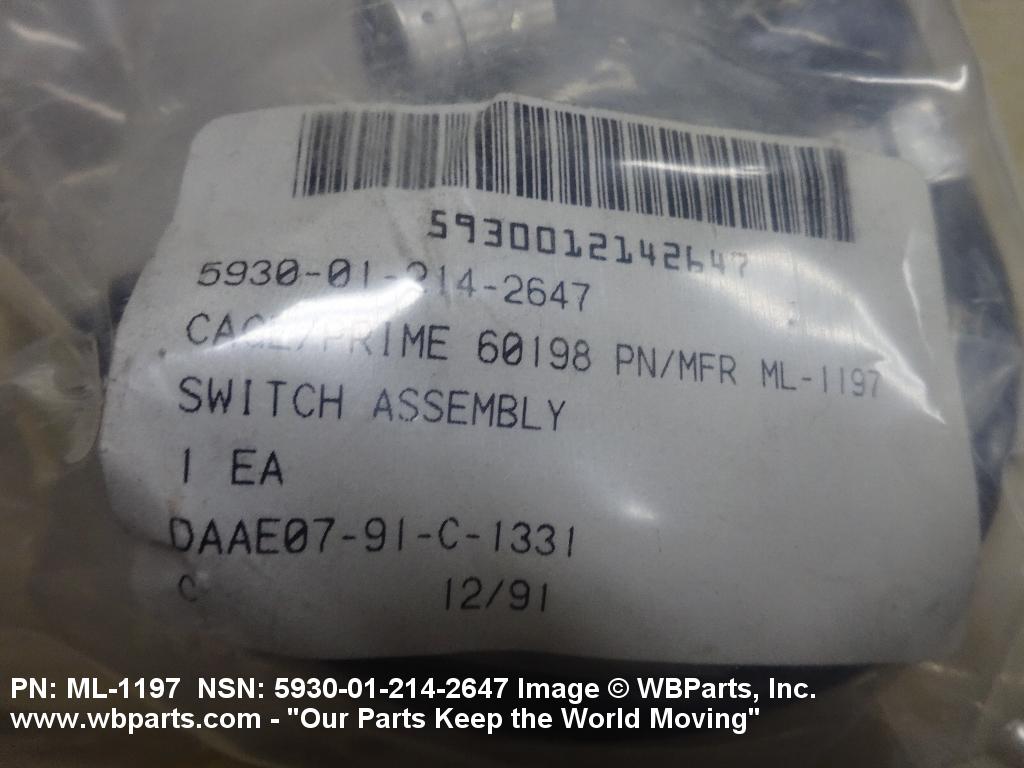 5930012142647
5930-01-214-2647
CAGE/PRIME 60198 PN/MFR ML-1197
SWITCH ASSEMBLY
1 EA
DAAE07-91-C-1331
C 12/91
PN: ML-1197 NSN: 5930-01-214-2647 Image © WBParts, Inc.
www.wbparts.com - "Our Parts Keep the World Moving"